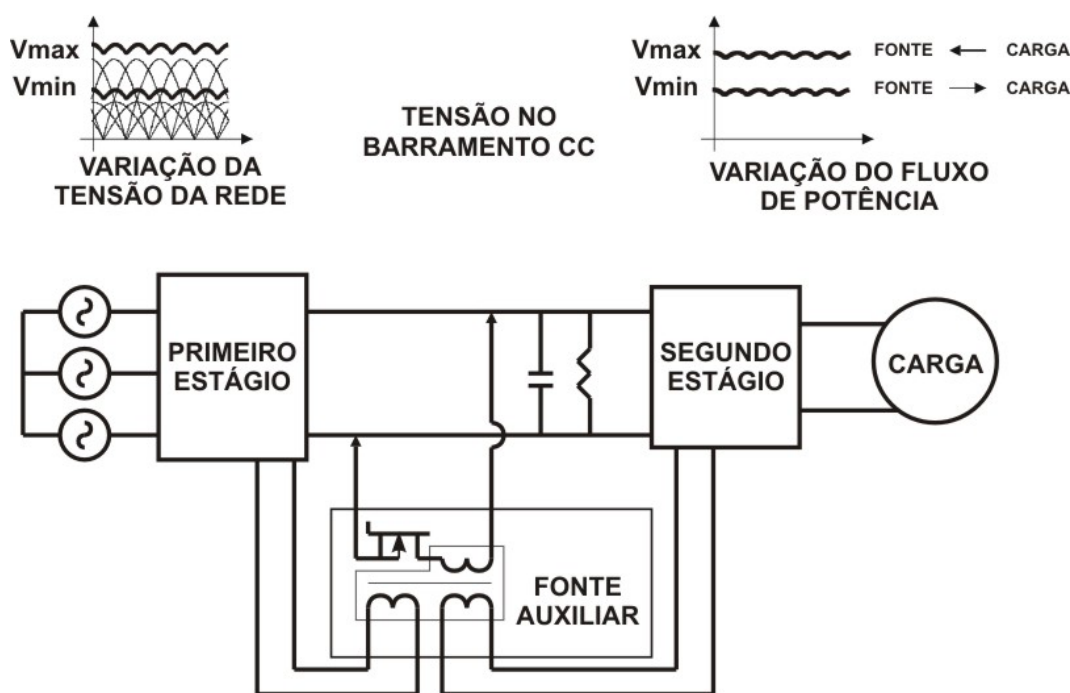 Vmax
Vmin
VARIAÇÃO DA
TENSÃO DA REDE
TENSÃO NO
BARRAMENTO CC
Vmax
FONTE
CARGA
Vmin
FONTE
CARGA
VARIAÇÃO DO FLUXO
DE POTÊNCIA
PRIMEIRO
ESTÁGIO
SEGUNDO
ESTÁGIO
CARGA
FONTE
AUXILIAR